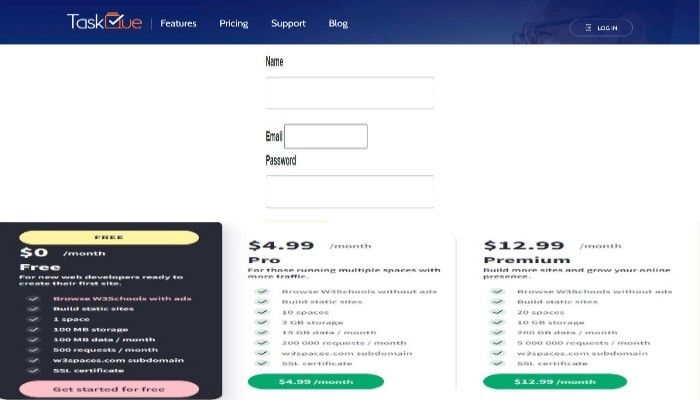 TaskQue
Features
Pricing
Support
Blog
LOG IN
Name
Email
Password
FREE
$0 /month
Free
For new web developers ready to
create their first site.
Browse W3Schools with ads
Build static sites
1 space
100 MB storage
100 MB data / month
500 requests / month
w3spaces.com subdomain
SSL certificate
Get started for free
$4.99 /month
Pro
For those running multiple spaces with
more traffic.
Browse W3Schools without ads
Build static sites
10 spaces
3 GB storage
15 GB data / month
200 000 requests / month
w3spaces.com subdomain
SSL certificate
$4.99 /month
$12.99 /month
Premium
Build more sites and grow your online
presence.
Browse W3Schools without ads
Build static sites
20 spaces
10 GB storage
50 GB data / month
5 000 000 requests / month
w3spaces.com subdomain
SSL certificate
$12.99 /month